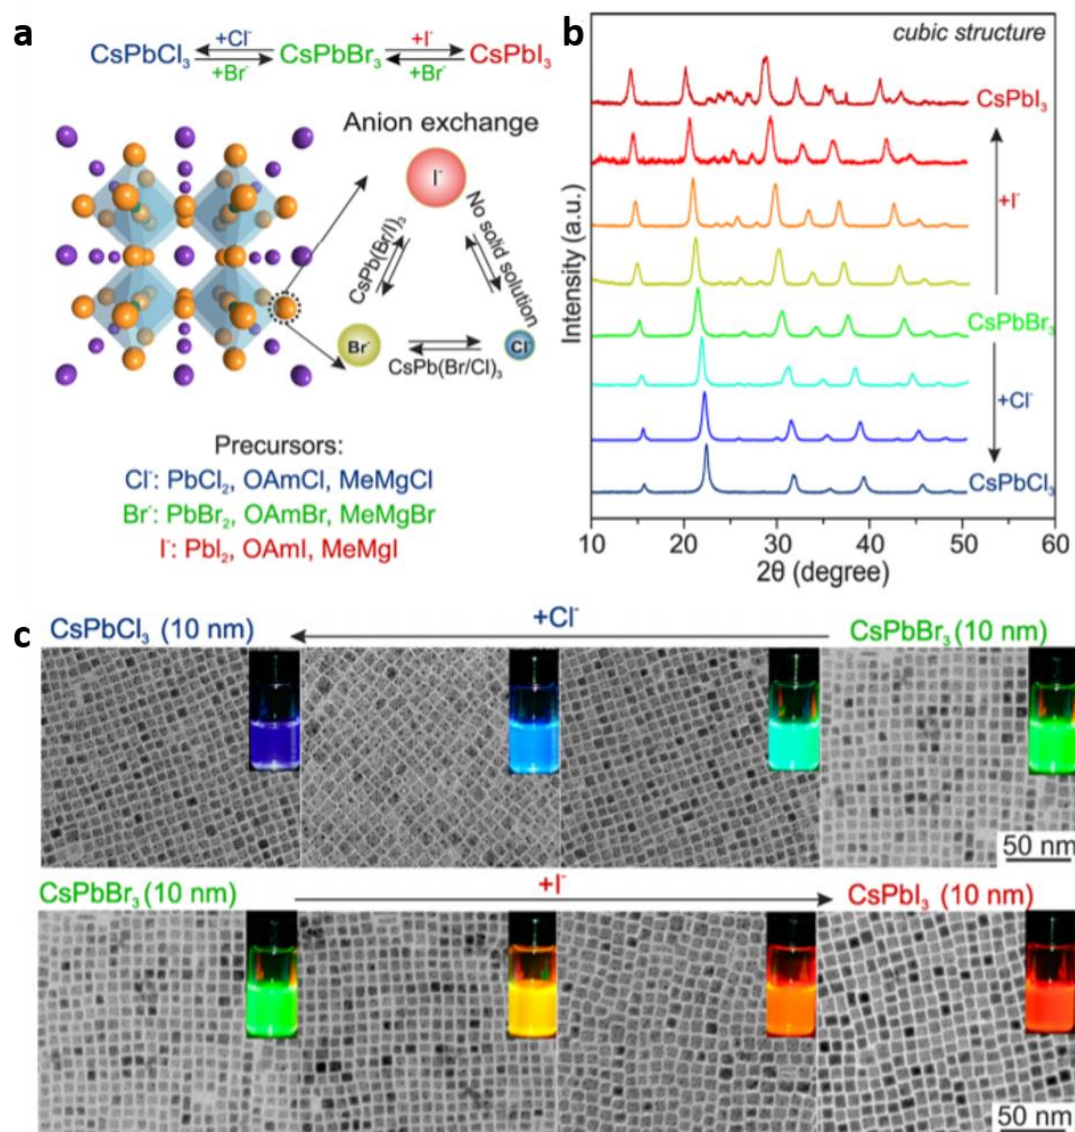 a
CsPbCl₃ +Cl⁻ +Br⁻ CsPbBr₃ +I⁻ +Br⁻ CsPbI₃
Anion exchange
I⁻
CsPb(Br/I)₃
No solid solution
Br⁻
Cl⁻
CsPb(Br/Cl)₃
Precursors:
Cl⁻: PbCl₂, OAmCl, MeMgCl
Br⁻: PbBr₂, OAmBr, MeMgBr
I⁻: PbI₂, OAmI, MeMgI
b
cubic structure
CsPbI₃
+I⁻
CsPbBr₃
+Cl⁻
CsPbCl₃
Intensity (a.u.)
10 20 30 40 50 60
2θ (degree)
c
CsPbCl₃ (10 nm) +Cl⁻ CsPbBr₃ (10 nm)
50 nm
CsPbBr₃ (10 nm) +I⁻ CsPbI₃ (10 nm)
50 nm